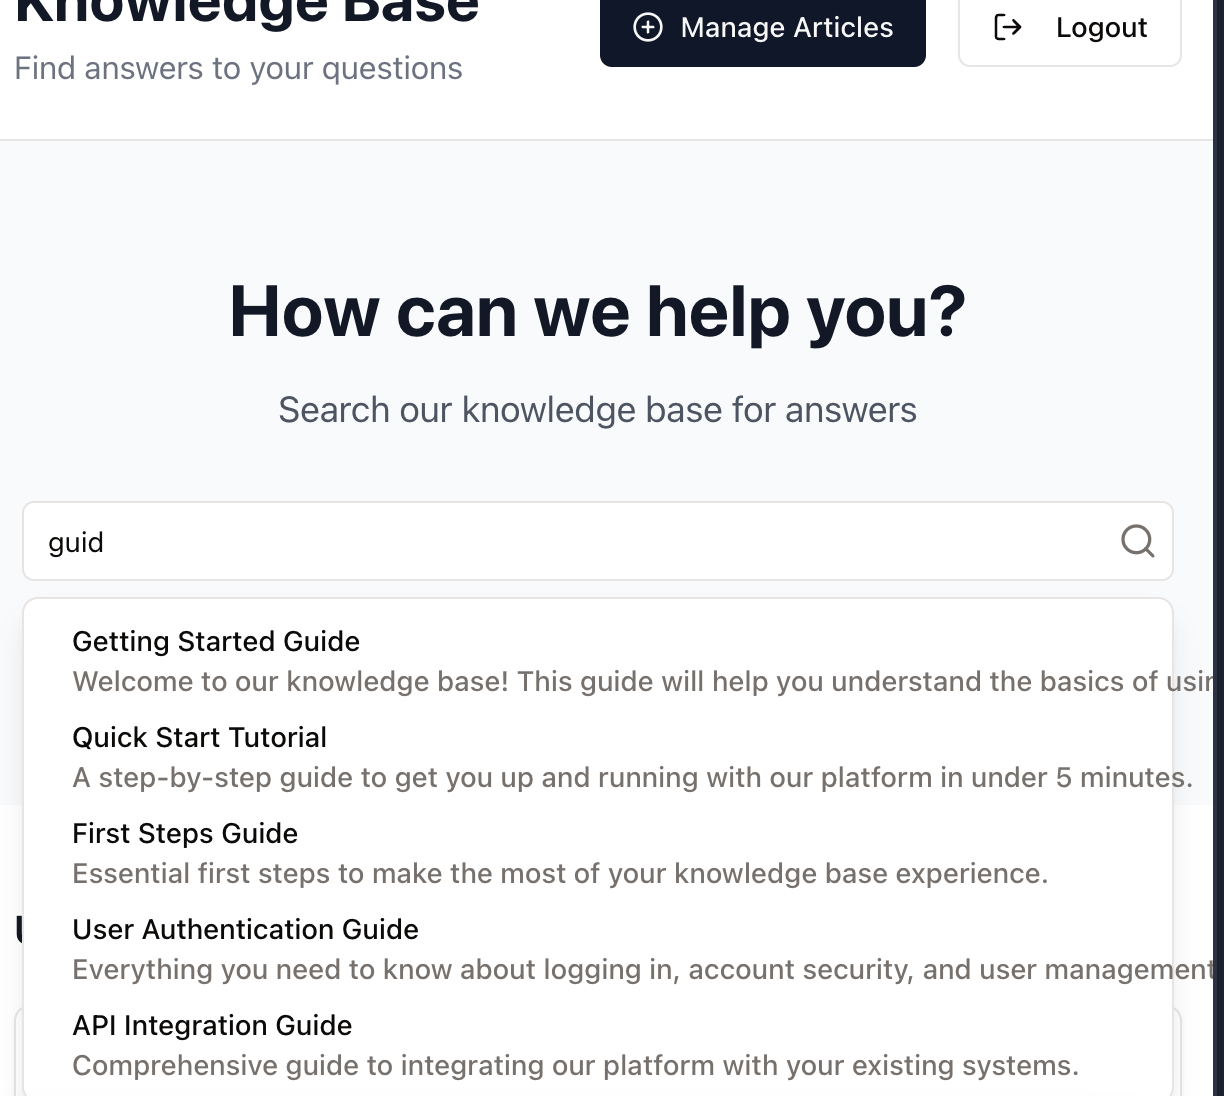 Knowledge Base
Find answers to your questions
Manage Articles
Logout
How can we help you?
Search our knowledge base for answers
guid
Getting Started Guide
Welcome to our knowledge base! This guide will help you understand the basics of
Quick Start Tutorial
A step-by-step guide to get you up and running with our platform in under 5 minutes.
First Steps Guide
Essential first steps to make the most of your knowledge base experience.
User Authentication Guide
Everything you need to know about logging in, account security, and user management
API Integration Guide
Comprehensive guide to integrating our platform with your existing systems.